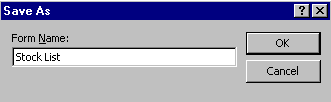 Save As
Form Name:
OK
Stock List
Cancel